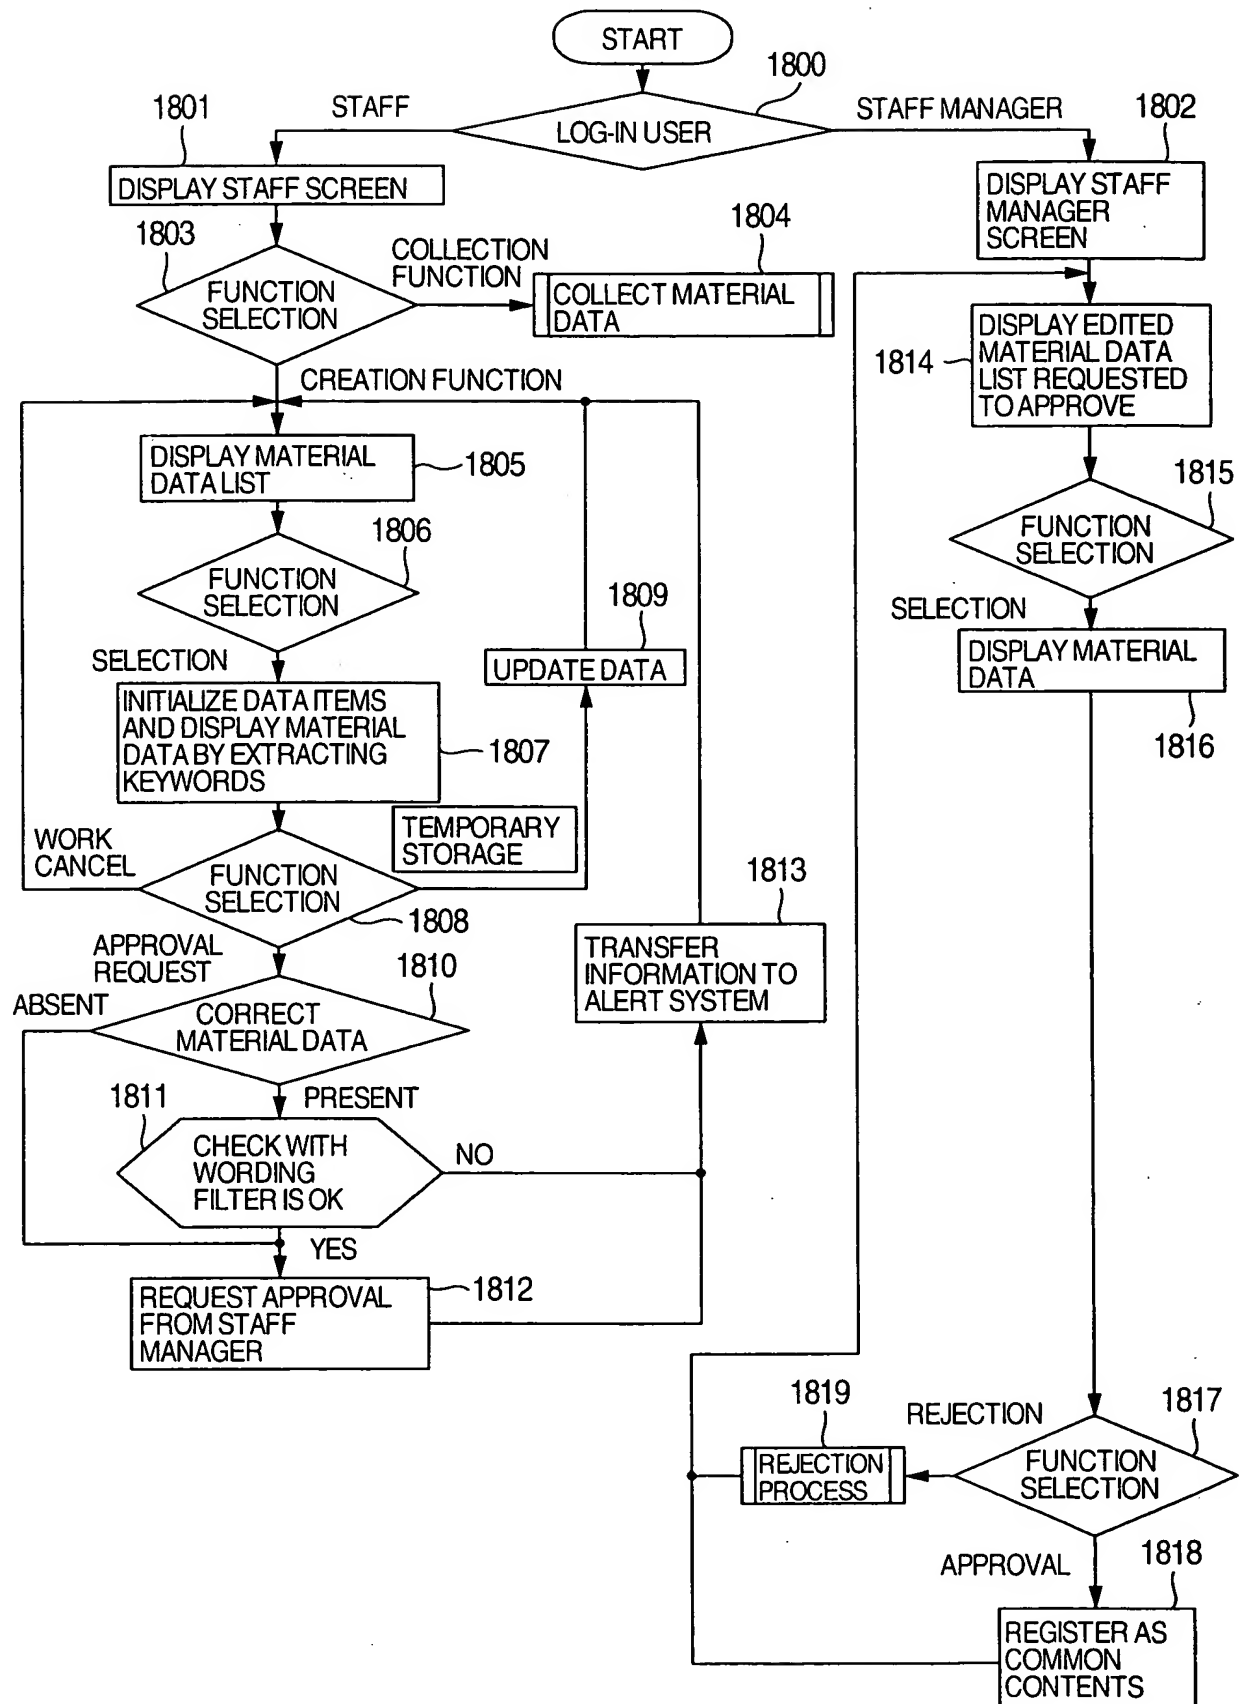 START
1800
LOG-IN USER
STAFF
STAFF MANAGER
1801
DISPLAY STAFF SCREEN
1802
DISPLAY STAFF
MANAGER
SCREEN
1803
FUNCTION
SELECTION
COLLECTION
FUNCTION
1804
COLLECT MATERIAL
DATA
CREATION FUNCTION
DISPLAY MATERIAL
DATA LIST
1805
1806
FUNCTION
SELECTION
SELECTION
INITIALIZE DATA ITEMS
AND DISPLAY MATERIAL
DATA BY EXTRACTING
KEYWORDS
1807
1809
UPDATE DATA
TEMPORARY
STORAGE
WORK
CANCEL
FUNCTION
SELECTION
1808
APPROVAL
REQUEST
1810
ABSENT
CORRECT
MATERIAL DATA
PRESENT
1811
CHECK WITH
WORDING
FILTER IS OK
NO
YES
REQUEST APPROVAL
FROM STAFF
MANAGER
1812
1813
TRANSFER
INFORMATION TO
ALERT SYSTEM
1814
DISPLAY EDITED
MATERIAL DATA
LIST REQUESTED
TO APPROVE
1815
FUNCTION
SELECTION
SELECTION
DISPLAY MATERIAL
DATA
1816
1817
FUNCTION
SELECTION
REJECTION
1819
REJECTION
PROCESS
APPROVAL
1818
REGISTER AS
COMMON
CONTENTS